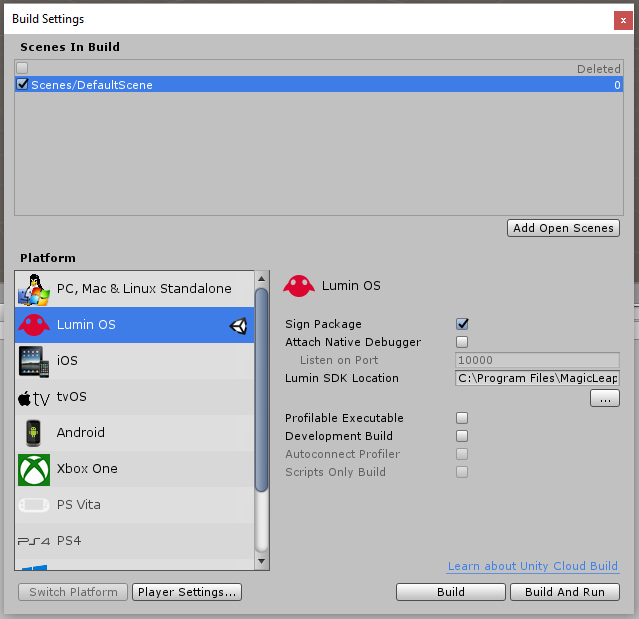 Build Settings
x
Scenes In Build
Deleted
Scenes/DefaultScene 0
Add Open Scenes
Platform
PC, Mac & Linux Standalone
Lumin OS
iOS
tvOS
Android
Xbox One
PS Vita
PS4
Lumin OS
Sign Package
Attach Native Debugger
Listen on Port 10000
Lumin SDK Location C:\Program Files\MagicLeap
...
Profilable Executable
Development Build
Autoconnect Profiler
Scripts Only Build
Learn about Unity Cloud Build
Switch Platform
Player Settings...
Build
Build And Run